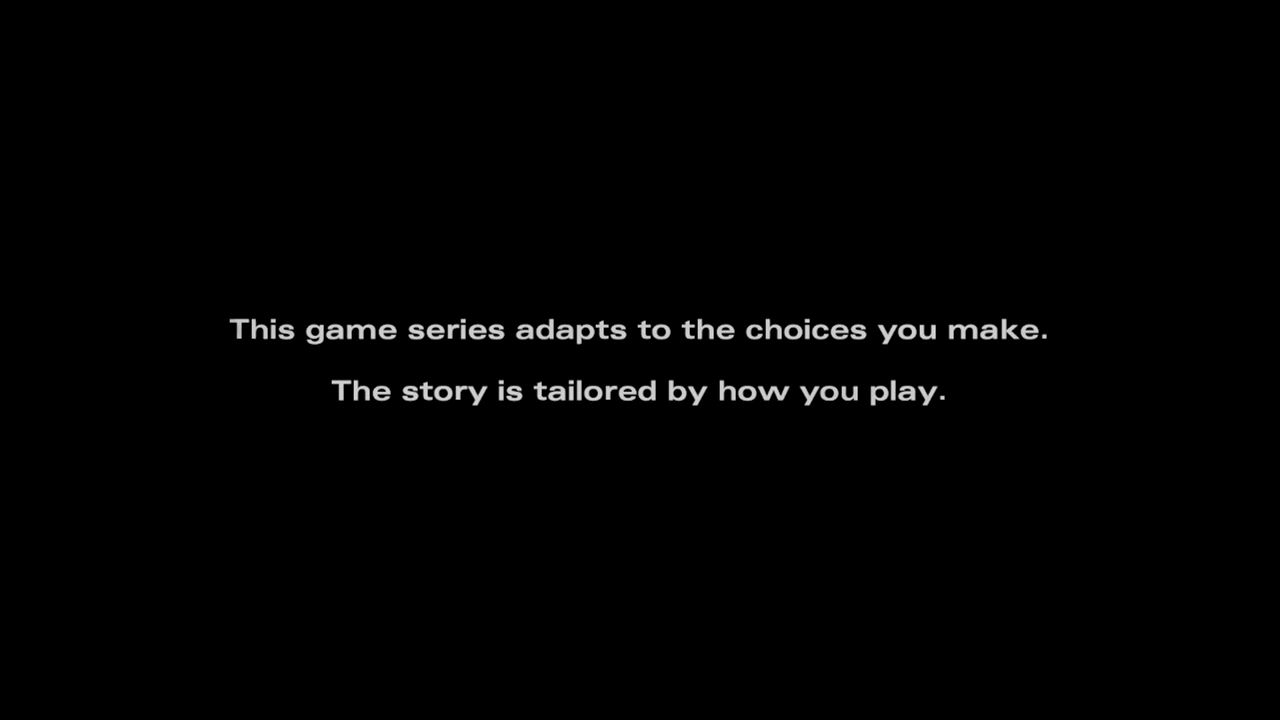 This game series adapts to the choices you make.
The story is tailored by how you play.